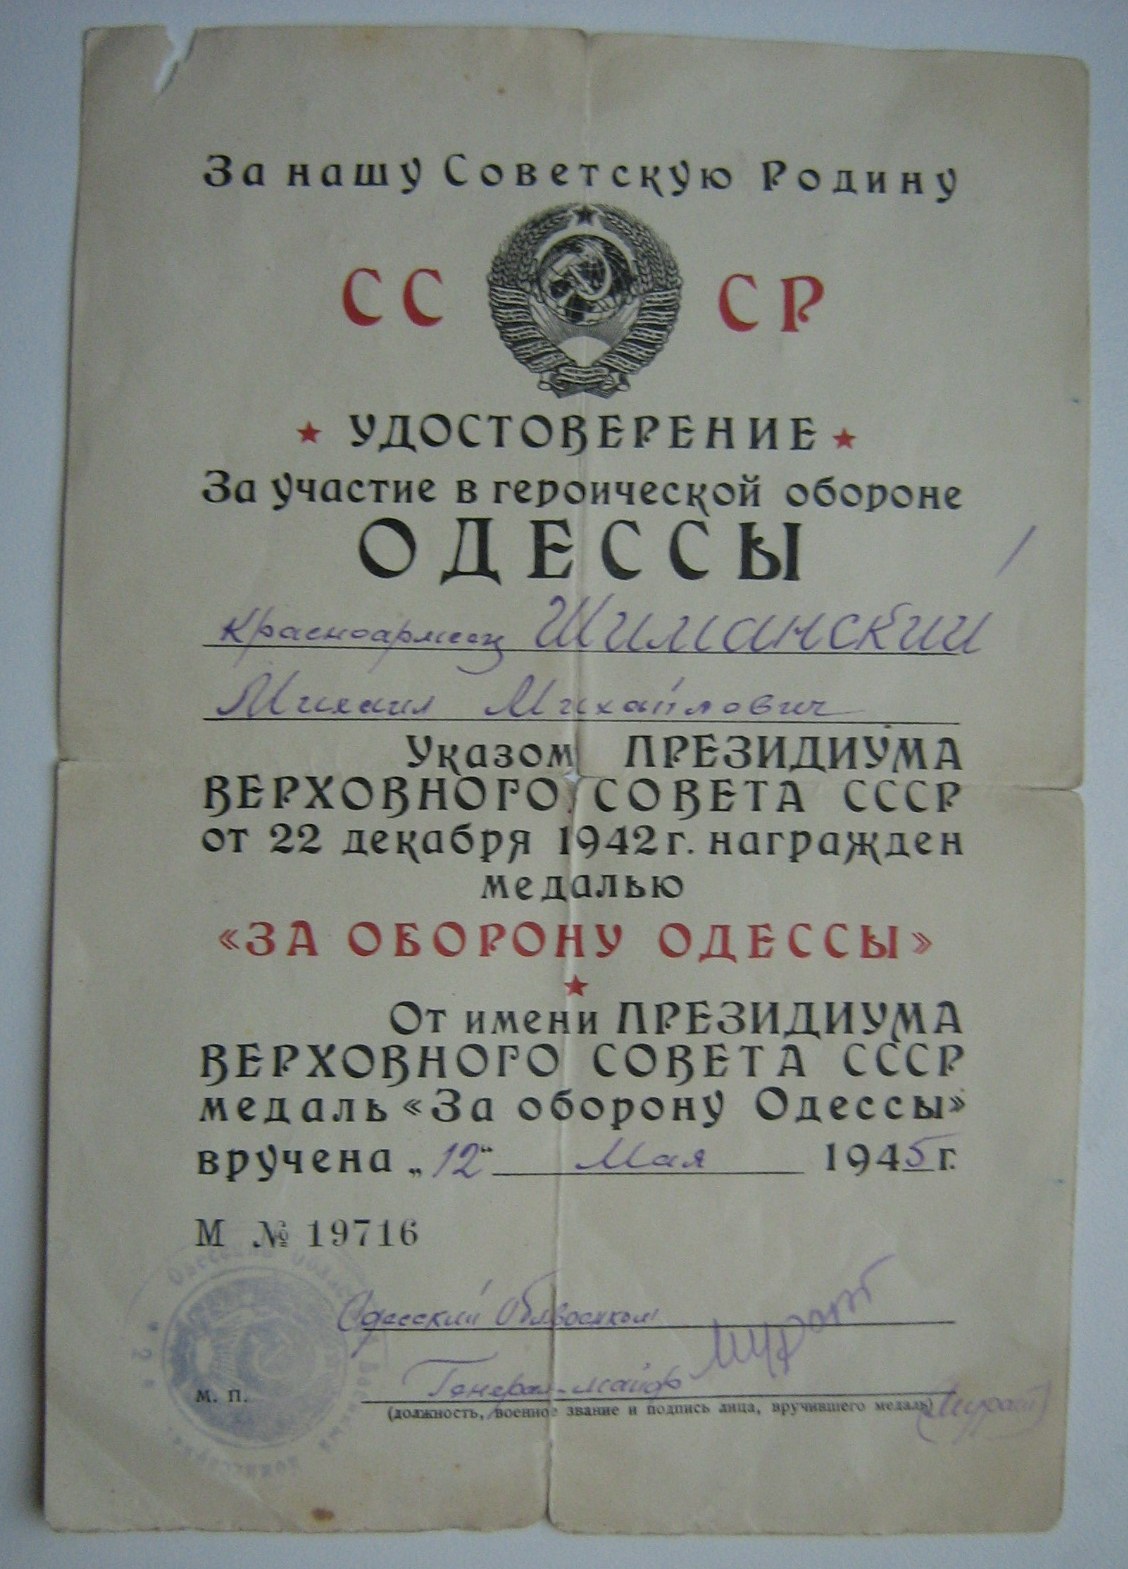 За нашу Советскую Родину
СС СР
УДОСТОВЕРЕНИЕ
За участие в героической обороне
ОДЕССЫ
Красноармеец Шиманский
Михаил Михайлович
Указом ПРЕЗИДИУМА
ВЕРХОВНОГО СОВЕТА СССР
от 22 декабря 1942 г. награжден
медалью
«ЗА ОБОРОНУ ОДЕССЫ»
От имени ПРЕЗИДИУМА
ВЕРХОВНОГО СОВЕТА СССР
медаль «За оборону Одессы»
вручена „12“ Мая 1945 г.
М № 19716
Одесский Облвоенком
Генерал-майор
м. п.
(должность, военное звание и подпись лица, вручившего медаль)